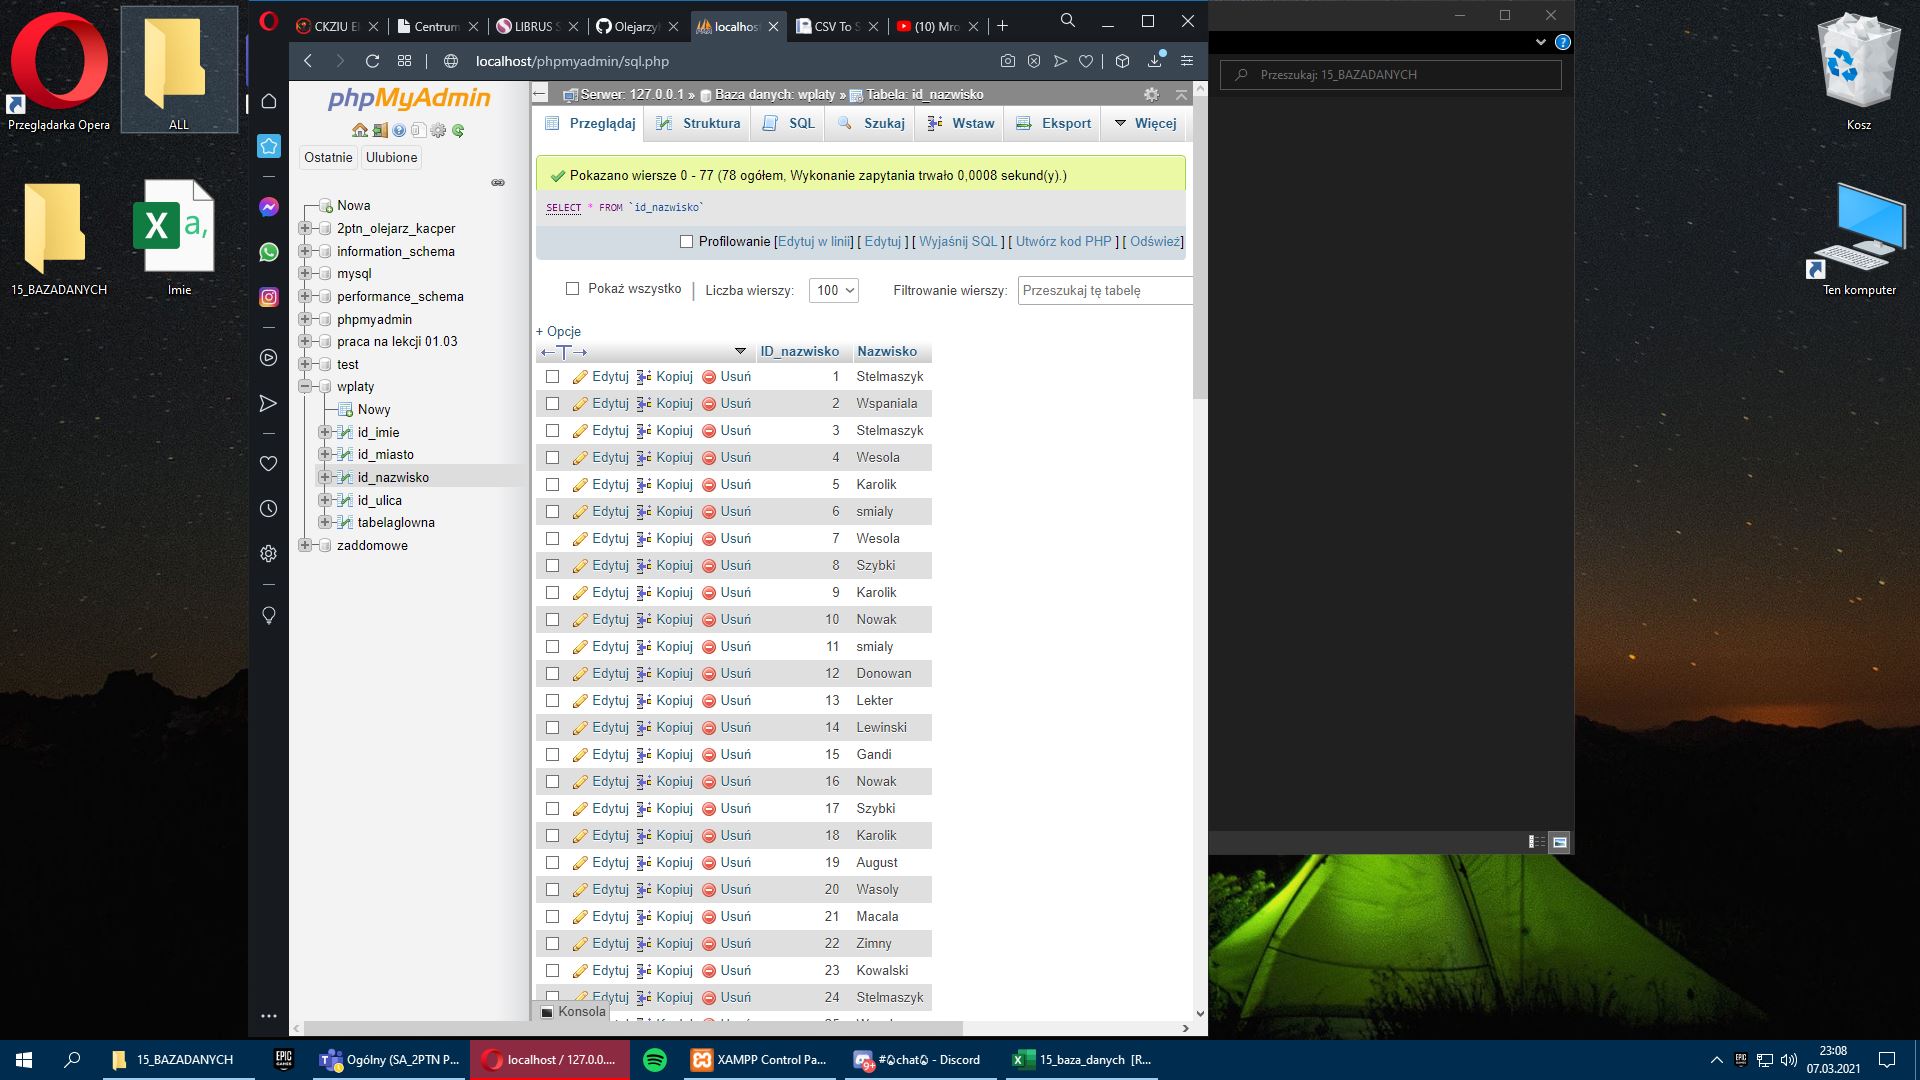 CKZIU El
Centrum
LIBRUS S
Olejarzyk
localhost
CSV To S
(10) Mro
localhost/phpmyadmin/sql.php
Przeszukaj: 15_BAZADANYCH
Przeglądarka Opera
ALL
Kosz
15_BAZADANYCH
Imie
Ten komputer
phpMyAdmin
Ostatnie
Ulubione
Nowa
2ptn_olejarz_kacper
information_schema
mysql
performance_schema
phpmyadmin
praca na lekcji 01.03
test
wplaty
Nowy
id_imie
id_miasto
id_nazwisko
id_ulica
tabelaglowna
zaddomowe
Serwer: 127.0.0.1 » Baza danych: wplaty » Tabela: id_nazwisko
Przeglądaj Struktura SQL Szukaj Wstaw Eksport Więcej
Pokazano wiersze 0 - 77 (78 ogółem, Wykonanie zapytania trwało 0,0008 sekund(y).)
SELECT * FROM `id_nazwisko`
Profilowanie [Edytuj w linii] [ Edytuj ] [ Wyjaśnij SQL ] [ Utwórz kod PHP ] [ Odśwież]
Pokaż wszystko | Liczba wierszy: 100 Filtrowanie wierszy: Przeszukaj tę tabelę
+ Opcje
←T→ ID_nazwisko Nazwisko
Edytuj Kopiuj Usuń 1 Stelmaszyk
Edytuj Kopiuj Usuń 2 Wspaniala
Edytuj Kopiuj Usuń 3 Stelmaszyk
Edytuj Kopiuj Usuń 4 Wesola
Edytuj Kopiuj Usuń 5 Karolik
Edytuj Kopiuj Usuń 6 smialy
Edytuj Kopiuj Usuń 7 Wesola
Edytuj Kopiuj Usuń 8 Szybki
Edytuj Kopiuj Usuń 9 Karolik
Edytuj Kopiuj Usuń 10 Nowak
Edytuj Kopiuj Usuń 11 smialy
Edytuj Kopiuj Usuń 12 Donowan
Edytuj Kopiuj Usuń 13 Lekter
Edytuj Kopiuj Usuń 14 Lewinski
Edytuj Kopiuj Usuń 15 Gandi
Edytuj Kopiuj Usuń 16 Nowak
Edytuj Kopiuj Usuń 17 Szybki
Edytuj Kopiuj Usuń 18 Karolik
Edytuj Kopiuj Usuń 19 August
Edytuj Kopiuj Usuń 20 Wasoly
Edytuj Kopiuj Usuń 21 Macala
Edytuj Kopiuj Usuń 22 Zimny
Edytuj Kopiuj Usuń 23 Kowalski
Edytuj Kopiuj Usuń 24 Stelmaszyk
Konsola
15_BAZADANYCH
EPIC GAMES
Ogólny (SA_2PTN P...
localhost / 127.0.0....
XAMPP Control Pa...
9+
#♤chat♤ - Discord
15_baza_danych [R...
23:08
07.03.2021